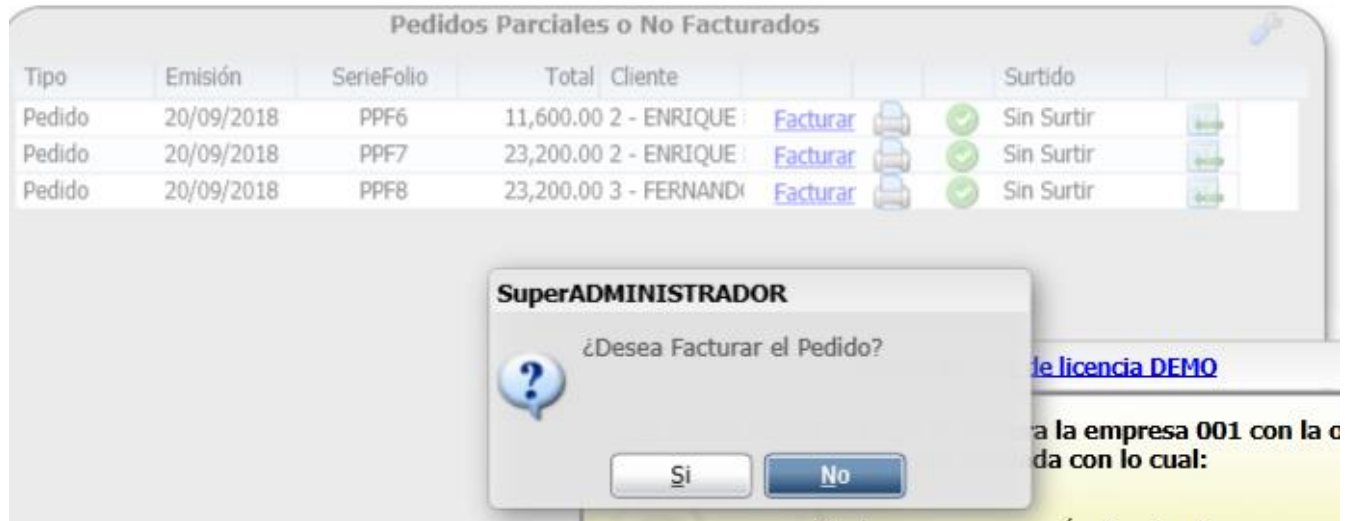 Pedidos Parciales o No Facturados
Tipo Emisión SerieFolio Total Cliente Surtido
Pedido 20/09/2018 PPF6 11,600.00 2 - ENRIQUE Facturar Sin Surtir
Pedido 20/09/2018 PPF7 23,200.00 2 - ENRIQUE Facturar Sin Surtir
Pedido 20/09/2018 PPF8 23,200.00 3 - FERNANDO Facturar Sin Surtir
SuperADMINISTRADOR
¿Desea Facturar el Pedido?
de licencia DEMO
a la empresa 001 con la
da con lo cual:
Si No